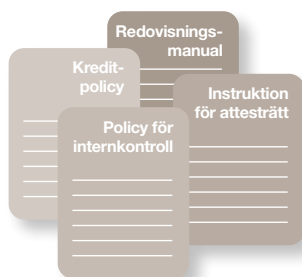 Redovisnings-
manual
Kredit-
policy
Instruktion
för attesträtt
Policy för
internkontroll